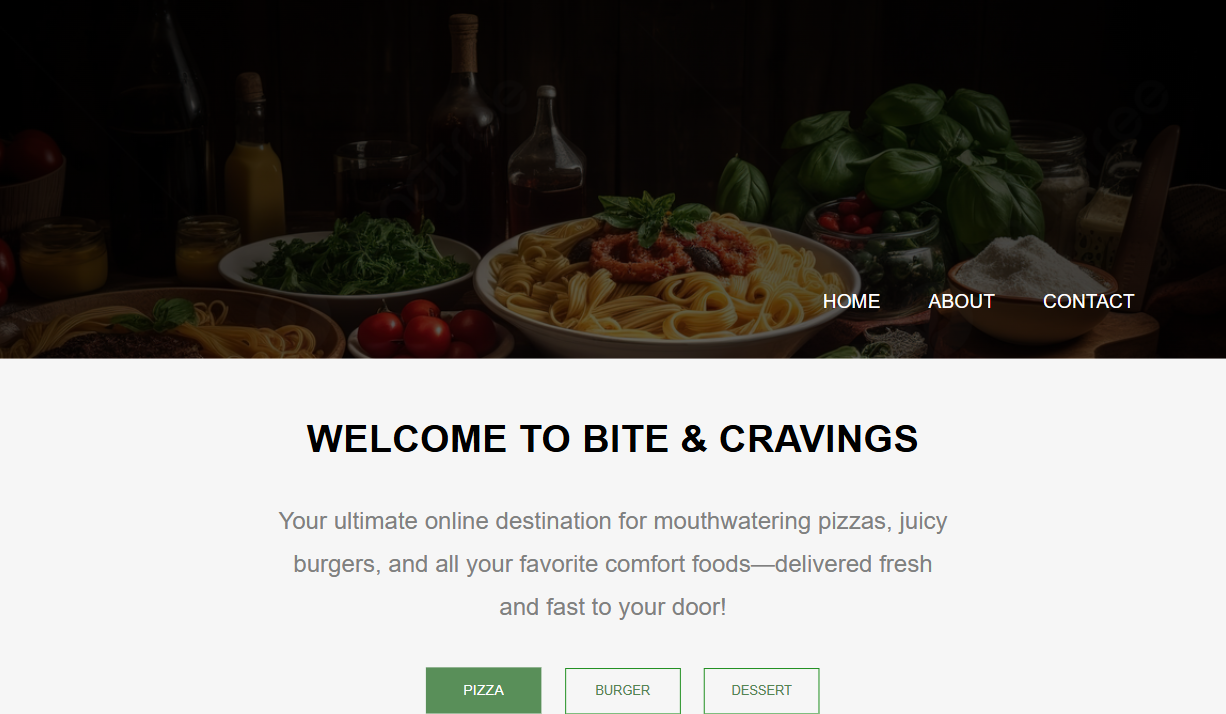 HOME ABOUT CONTACT
WELCOME TO BITE & CRAVINGS
Your ultimate online destination for mouthwatering pizzas, juicy
burgers, and all your favorite comfort foods—delivered fresh
and fast to your door!
PIZZA BURGER DESSERT